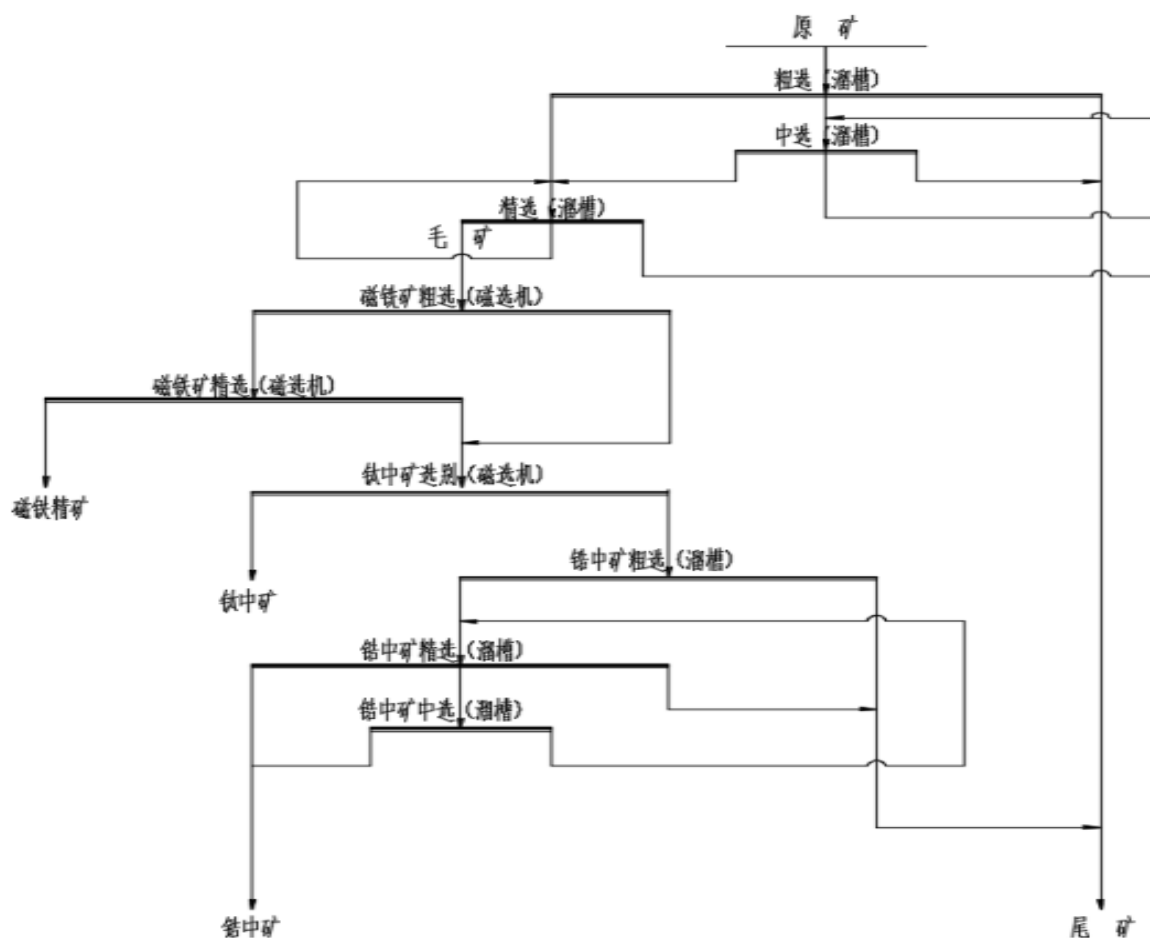 原 矿
粗选（溜槽）
中选（溜槽）
精选（溜槽）
毛 矿
磁铁矿粗选（磁选机）
磁铁矿精选（磁选机）
钛中矿选别（磁选机）
磁铁精矿
锆中矿粗选（溜槽）
钛中矿
锆中矿精选（溜槽）
锆中矿中选（溜槽）
锆中矿
尾 矿